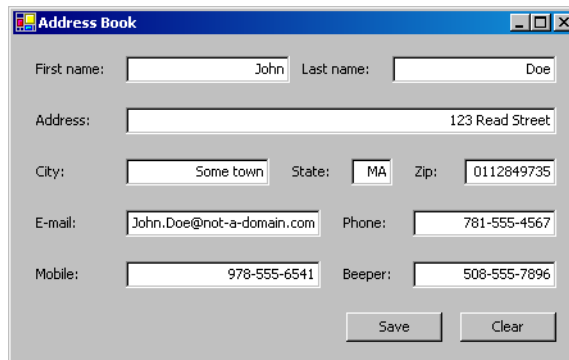 Address Book
First name: John Last name: Doe
Address: 123 Read Street
City: Some town State: MA Zip: 0112849735
E-mail: John.Doe@not-a-domain.com Phone: 781-555-4567
Mobile: 978-555-6541 Beeper: 508-555-7896
Save Clear